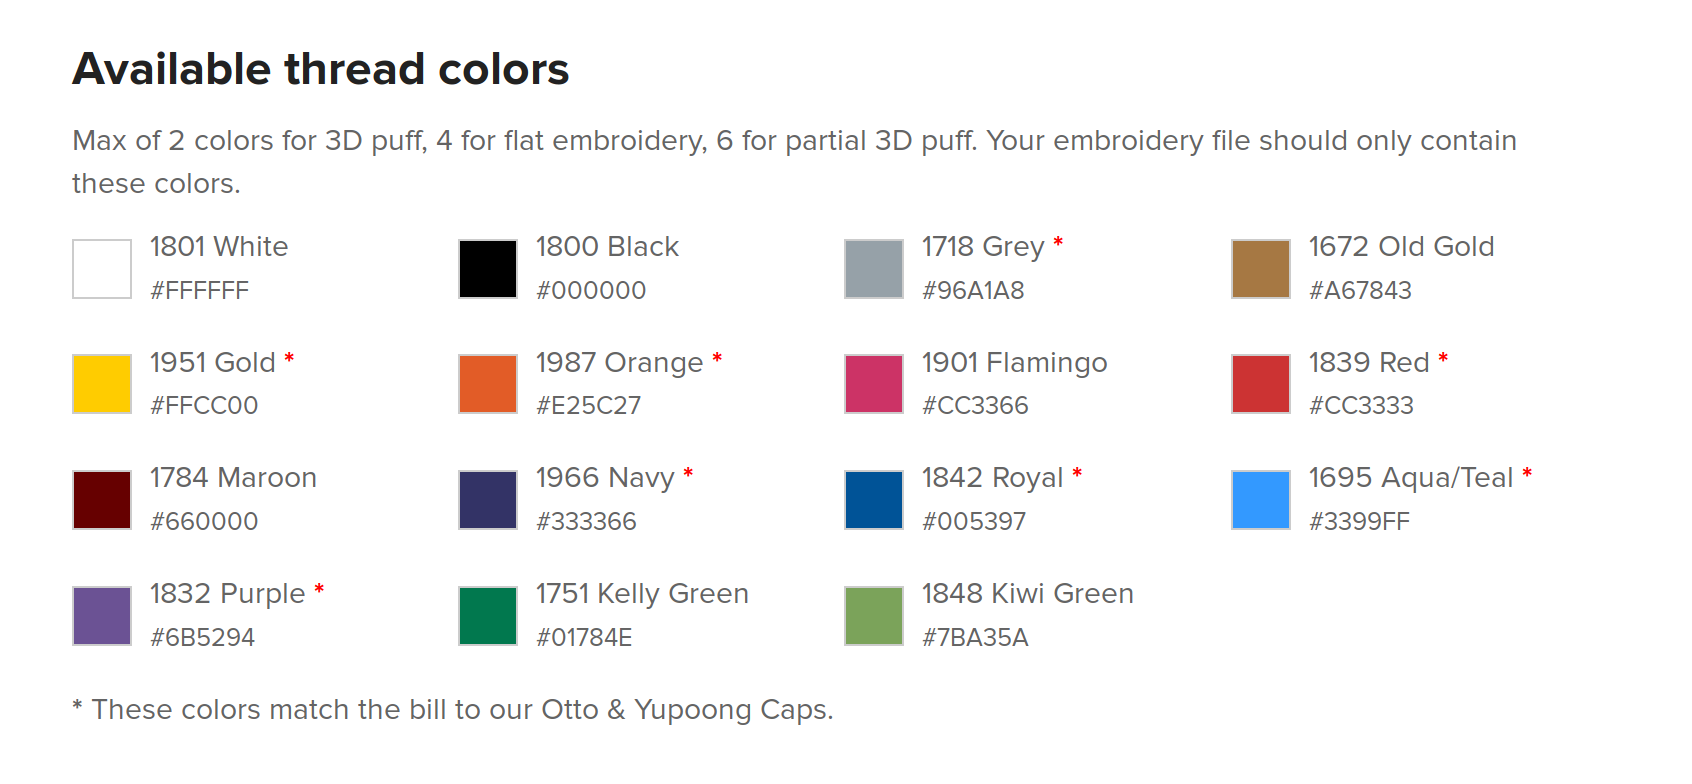 Available thread colors
Max of 2 colors for 3D puff, 4 for flat embroidery, 6 for partial 3D puff. Your embroidery file should only contain
these colors.
1801 White
#FFFFFF
1800 Black
#000000
1718 Grey *
#96A1A8
1672 Old Gold
#A67843
1951 Gold *
#FFCC00
1987 Orange *
#E25C27
1901 Flamingo
#CC3366
1839 Red *
#CC3333
1784 Maroon
#660000
1966 Navy *
#333366
1842 Royal *
#005397
1695 Aqua/Teal *
#3399FF
1832 Purple *
#6B5294
1751 Kelly Green
#01784E
1848 Kiwi Green
#7BA35A
* These colors match the bill to our Otto & Yupoong Caps.